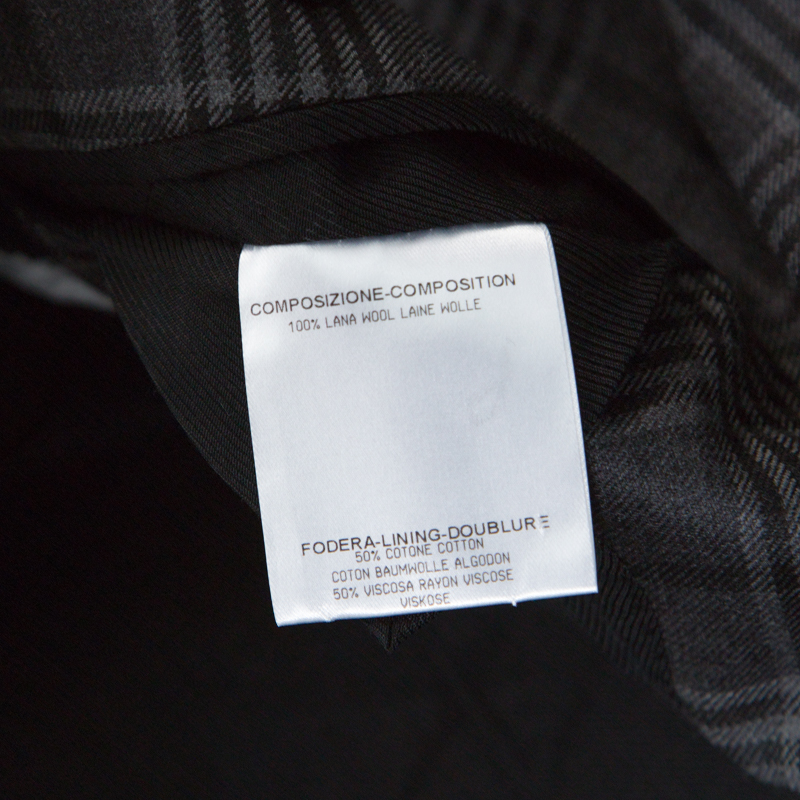 COMPOSIZIONE-COMPOSITION
100% LANA WOOL LAINE WOLLE
FODERA-LINING-DOUBLURE
50% COTONE COTTON
COTON BAUMWOLLE ALGODON
50% VISCOSA RAYON VISCOSE
VISKOSE